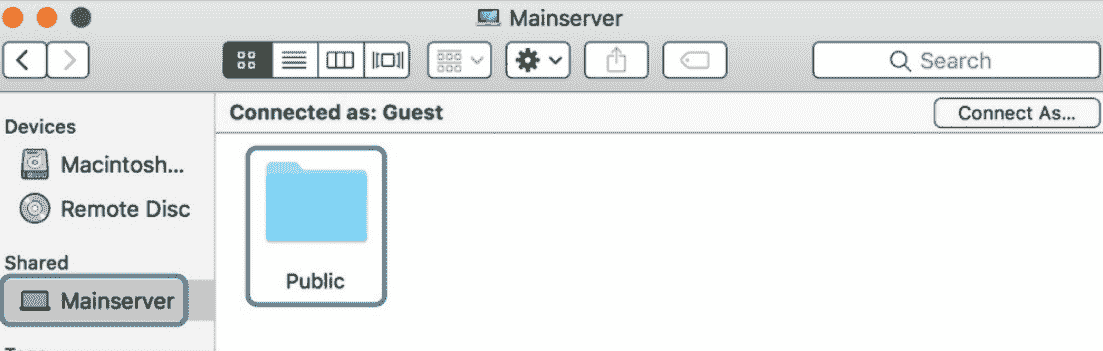 Mainserver
Search
Connected as: Guest
Connect As...
Devices
Macintosh...
Remote Disc
Shared
Mainserver
Public